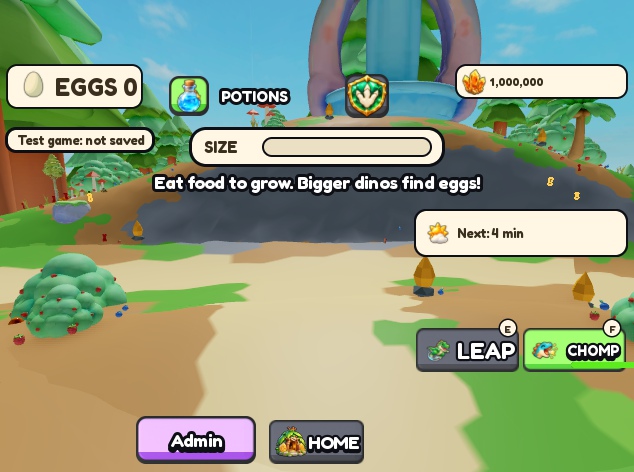 EGGS 0
POTIONS
1,000,000
Test game: not saved
SIZE
Eat food to grow. Bigger dinos find eggs!
Next: 4 min
E
LEAP
F
CHOMP
Admin
HOME